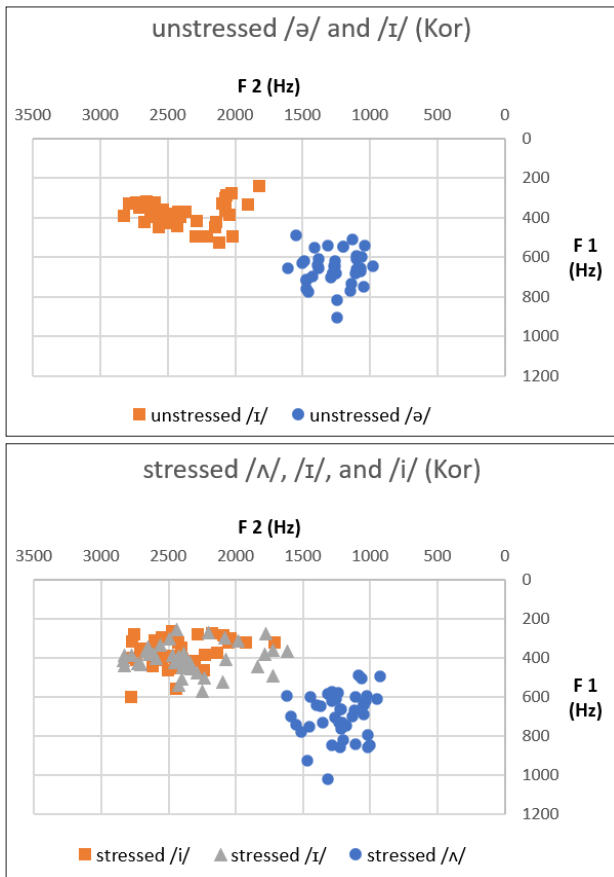 unstressed /ə/ and /ɪ/ (Kor)
F 2 (Hz)
3500 3000 2500 2000 1500 1000 500 0
0
200
400
600
800
1000
1200
F 1
(Hz)
unstressed /ɪ/ unstressed /ə/
stressed /ʌ/, /ɪ/, and /i/ (Kor)
F 2 (Hz)
3500 3000 2500 2000 1500 1000 500 0
0
200
400
600
800
1000
1200
F 1
(Hz)
stressed /i/ stressed /ɪ/ stressed /ʌ/